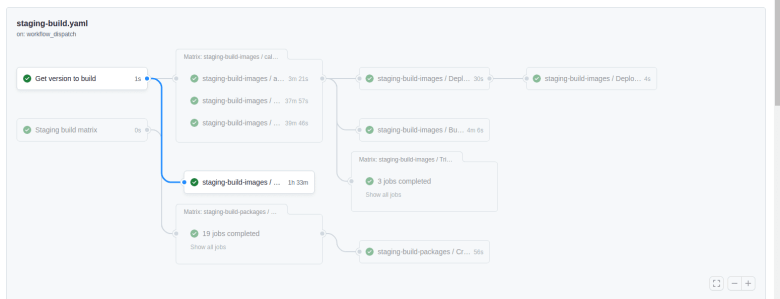 staging-build.yaml
on: workflow_dispatch
Matrix: staging-build-images / cal...
Get version to build 1s
staging-build-images / a... 3m 21s
staging-build-images / Depl... 30s
staging-build-images / Deplo... 4s
staging-build-images / ... 37m 57s
Staging build matrix 0s
staging-build-images / ...
staging-build-images / Bu... 4m 6s
Matrix: staging-build-images / Tri...
staging-build-images / ... 1h 33m
3 jobs completed
Show all jobs
Matrix: staging-build-packages / ...
19 jobs completed
Show all jobs
staging-build-packages / Cr... 56s